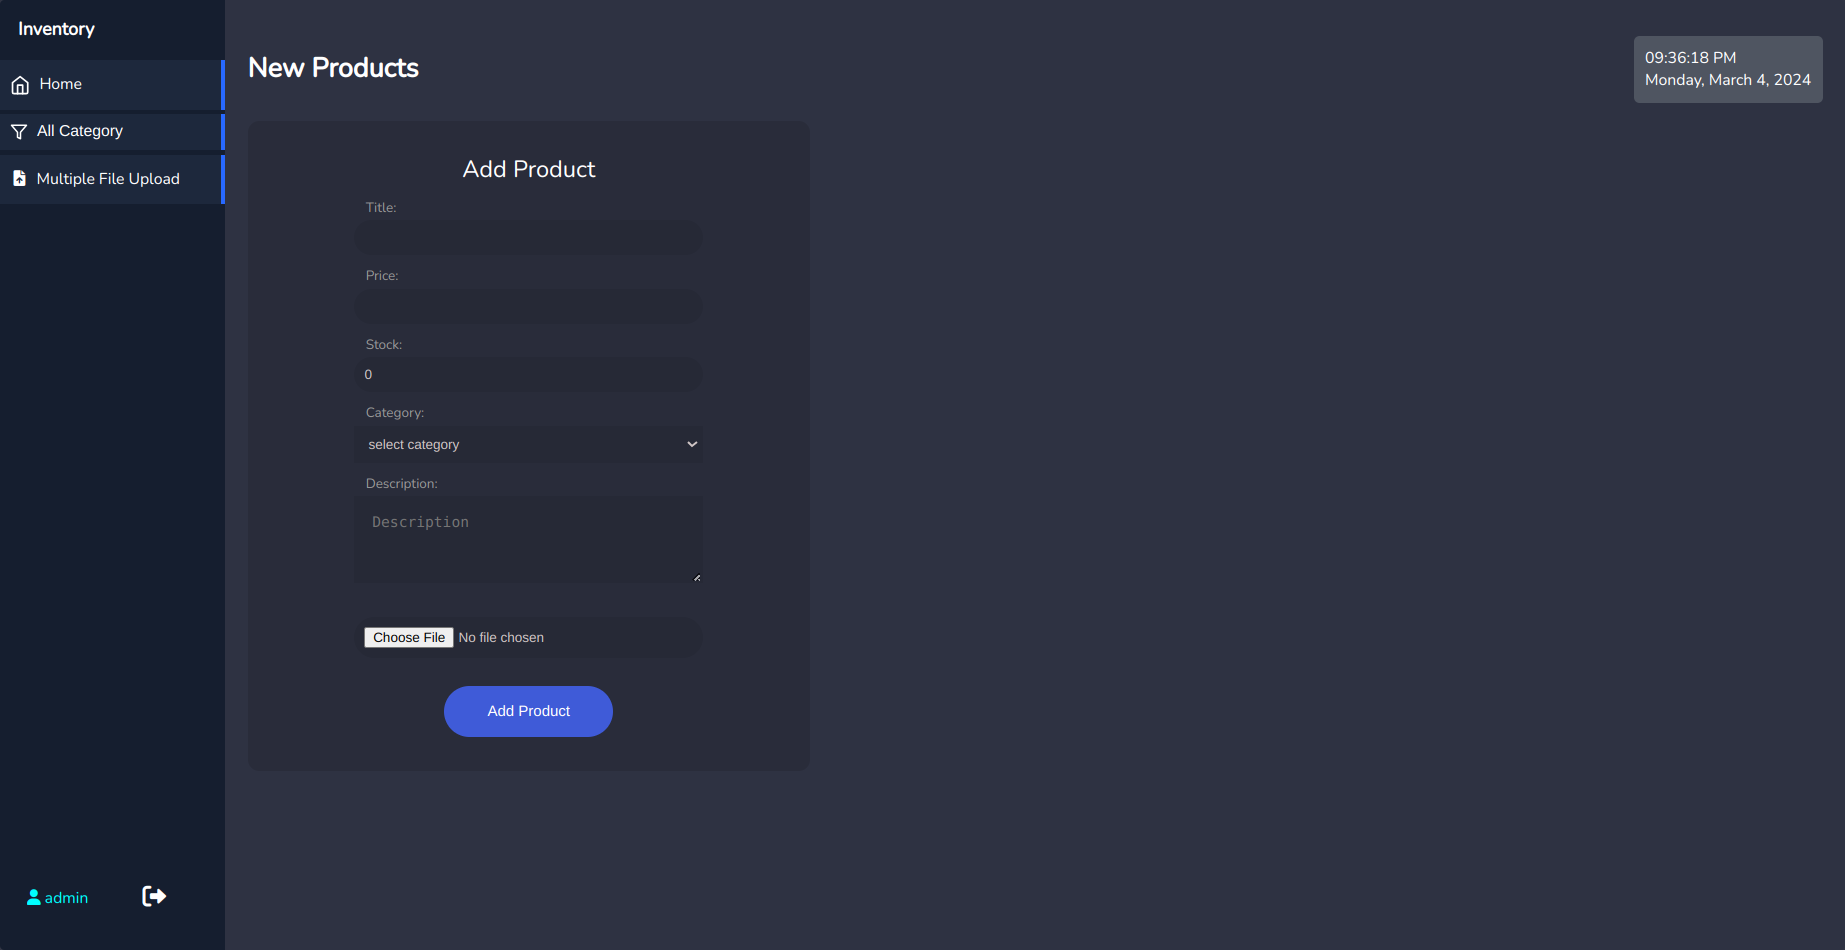 Inventory
Home
All Category
Multiple File Upload
admin
New Products
09:36:18 PM
Monday, March 4, 2024
Add Product
Title:
Price:
Stock:
0
Category:
select category
Description:
Description
Choose File No file chosen
Add Product